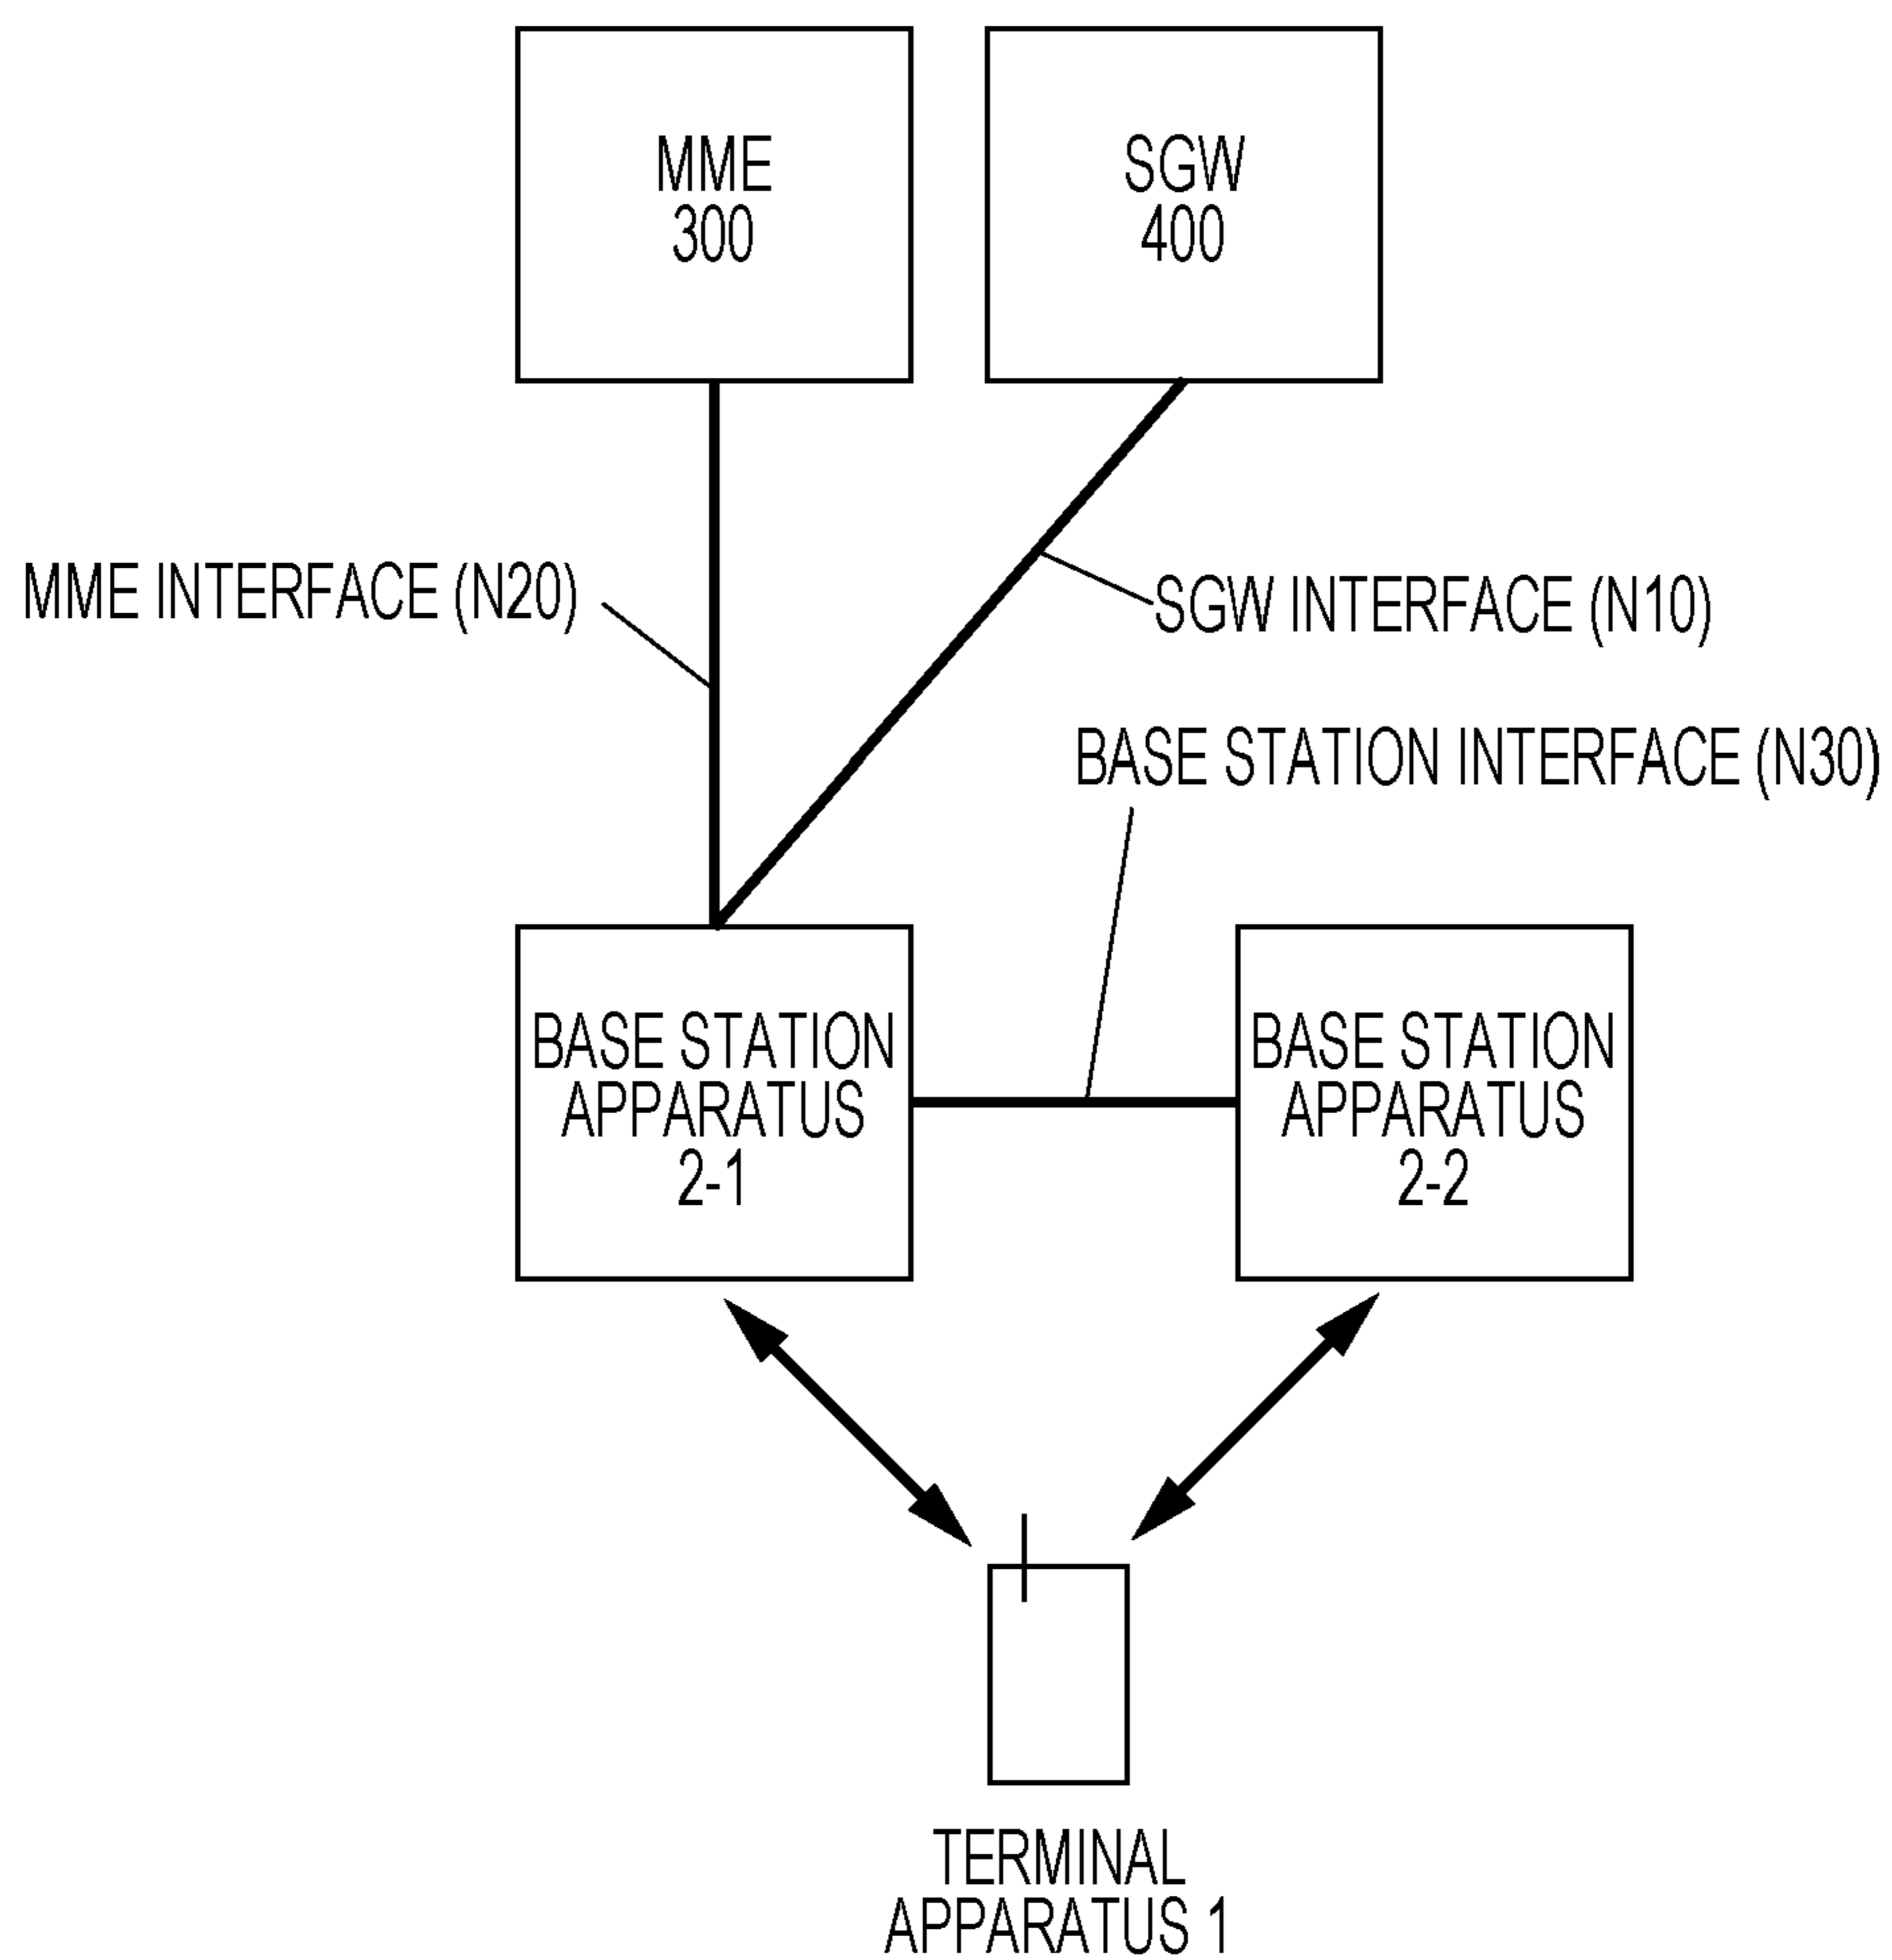 MME
300
SGW
400
MME INTERFACE (N20)
SGW INTERFACE (N10)
BASE STATION INTERFACE (N30)
BASE STATION
APPARATUS
2-1
BASE STATION
APPARATUS
2-2
TERMINAL
APPARATUS 1